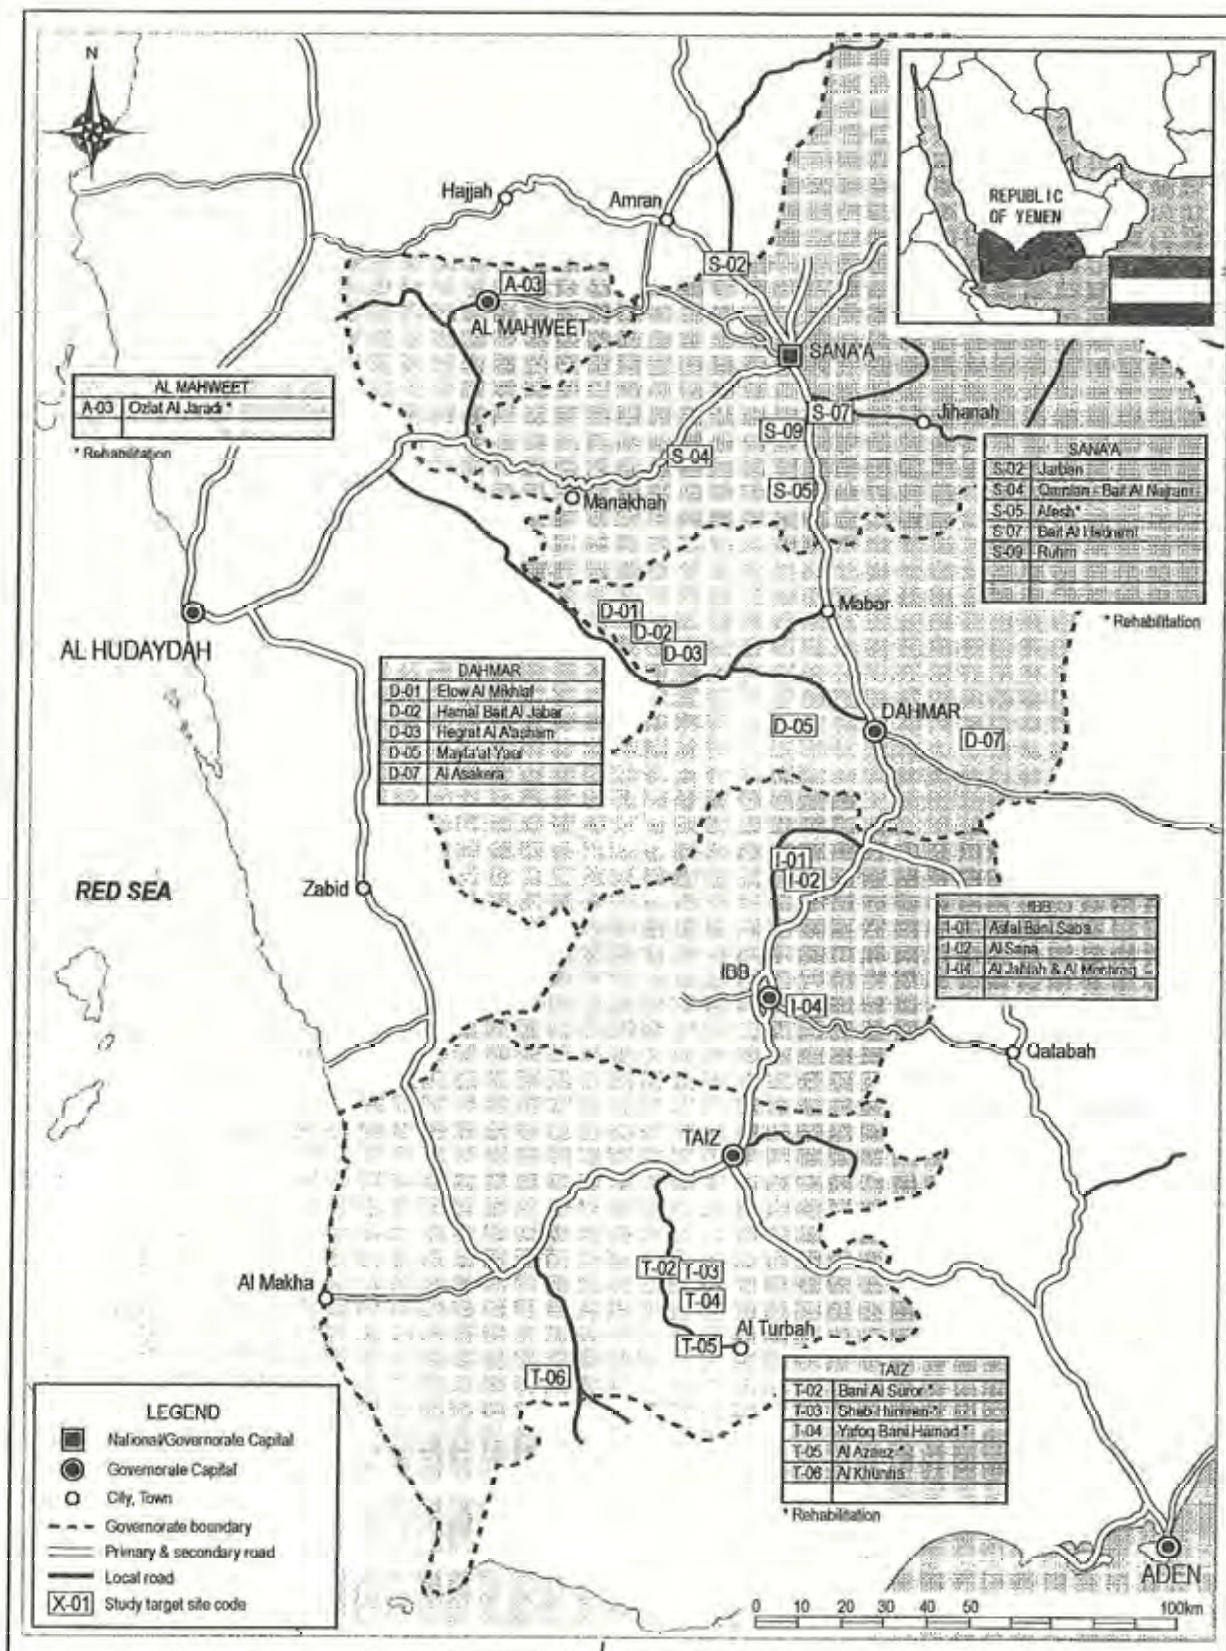 N
Hajjah
Amran
REPUBLIC
OF YEMEN
S-02
A-03
AL MAHWEET
SANA'A
AL MAHWEET
A-03 Ozlat Al Jaradi *
* Rehabilitation
S-07
Jihanah
S-09
S-04
S-05
Manakhah
SANA'A
S-02 Jarban
S-04 Bait Al Najrani
S-05 Afesh*
S-07 Bait Al Hadrami
S-09 Ruhm
* Rehabilitation
D-01
D-02
D-03
Mabar
AL HUDAYDAH
DAHMAR
D-01 Elow Al Mikhlaf
D-02 Hamal Bait Al Jabar
D-03 Hegrat Al A'asham
D-05 Mayfa'at Yaar
D-07 Al Asakera
D-05
DAHMAR
D-07
RED SEA
Zabid
I-01
I-02
IBB
I-01 Asfal Bani Saba
I-02 Al Sana
I-04 Al Jablah & Al
IBB
I-04
Qatabah
TAIZ
Al Makha
T-02
T-03
T-04
T-05
Al Turbah
T-06
TAIZ
T-02 Bani Al Suror *
T-03 Sheb *
T-04 Yafoq Bani Hamad *
T-05 Al Azaez *
T-06 Al Khunha
* Rehabilitation
LEGEND
National/Governorate Capital
Governorate Capital
City, Town
Governorate boundary
Primary & secondary road
Local road
X-01 Study target site code
ADEN
0 10 20 30 40 50 100km